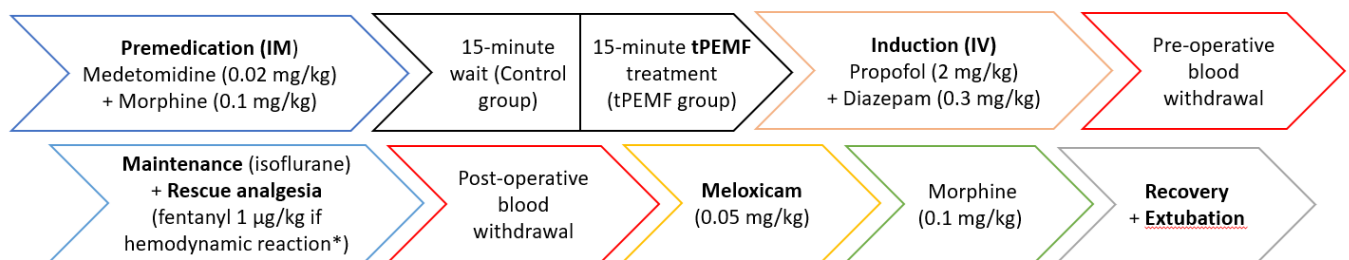 Premedication (IM)
Medetomidine (0.02 mg/kg)
+ Morphine (0.1 mg/kg)
15-minute
wait (Control
group)
15-minute tPEMF
treatment
(tPEMF group)
Induction (IV)
Propofol (2 mg/kg)
+ Diazepam (0.3 mg/kg)
Pre-operative
blood
withdrawal
Maintenance (isoflurane)
+ Rescue analgesia
(fentanyl 1 µg/kg if
hemodynamic reaction*)
Post-operative
blood
withdrawal
Meloxicam
(0.05 mg/kg)
Morphine
(0.1 mg/kg)
Recovery
+ Extubation